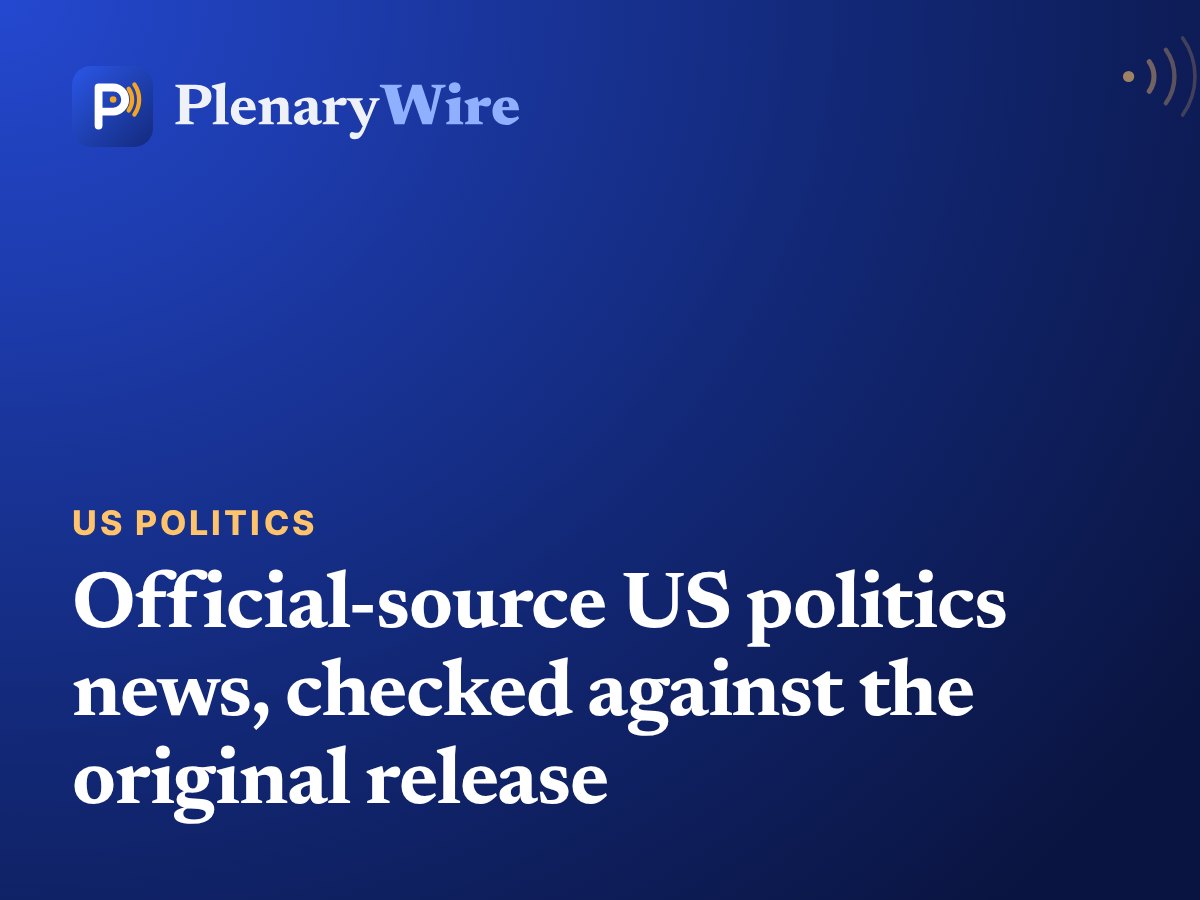 PlenaryWire
US POLITICS
Official-source US politics
news, checked against the
original release